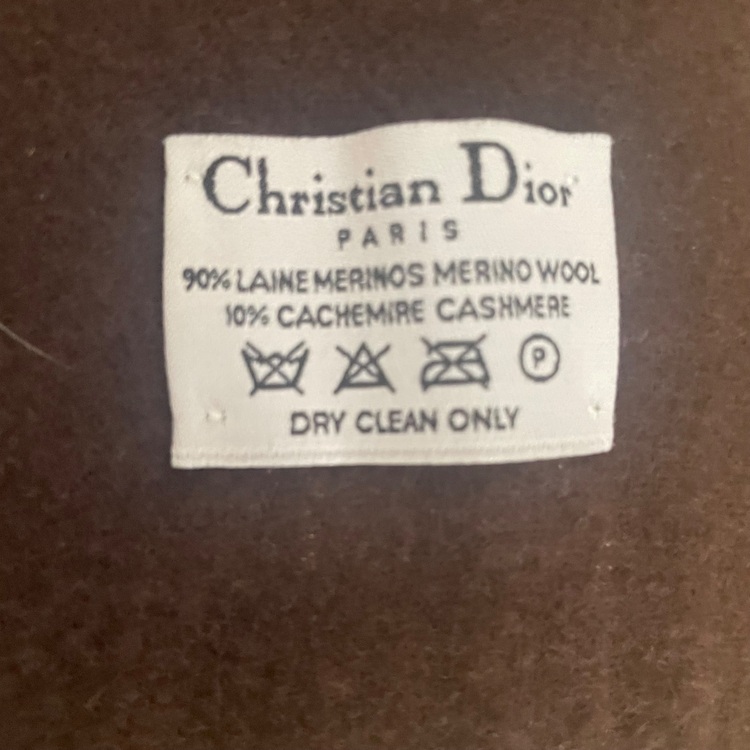 Christian Dior
PARIS
90% LAINE MERINOS MERINO WOOL
10% CACHEMIRE CASHMERE
P
DRY CLEAN ONLY